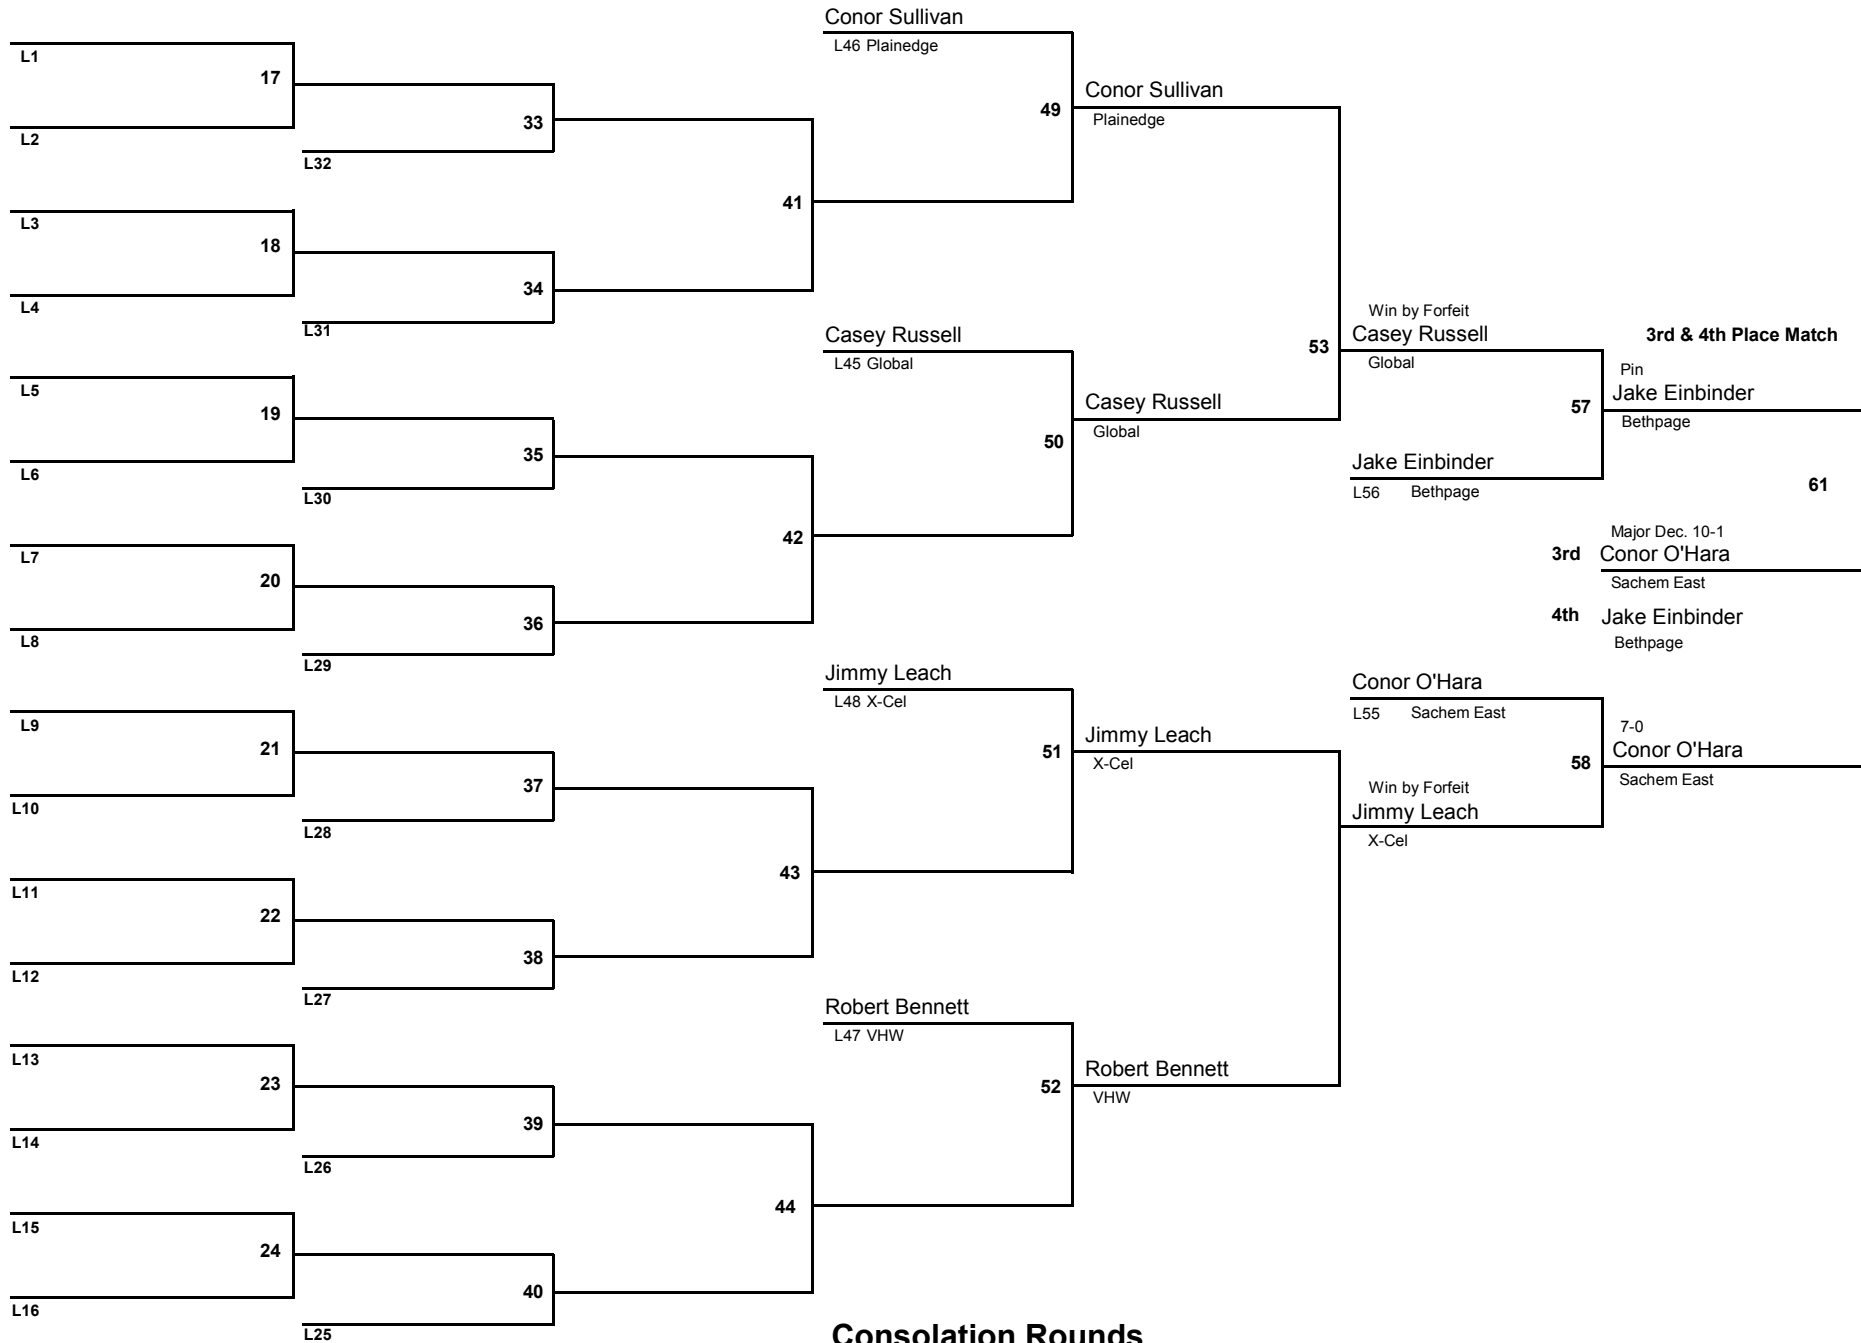 L1
17
L2
33
L32
L3
18
L4
34
L31
41
L5
19
L6
35
L30
L7
20
L8
36
L29
42
L9
21
L10
37
L28
L11
22
L12
38
L27
43
L13
23
L14
39
L26
L15
24
L16
40
L25
44
Conor Sullivan
L46 Plainedge
49
Conor Sullivan
Plainedge
Casey Russell
L45 Global
50
Casey Russell
Global
Jimmy Leach
L48 X-Cel
51
Jimmy Leach
X-Cel
Robert Bennett
L47 VHW
52
Robert Bennett
VHW
53
Win by Forfeit
Casey Russell
Global
57
Jake Einbinder
L56 Bethpage
3rd & 4th Place Match
Pin
Jake Einbinder
Bethpage
61
Major Dec. 10-1
3rd Conor O'Hara
Sachem East
4th Jake Einbinder
Bethpage
Conor O'Hara
L55 Sachem East
58
Win by Forfeit
Jimmy Leach
X-Cel
7-0
Conor O'Hara
Sachem East
Consolation Rounds